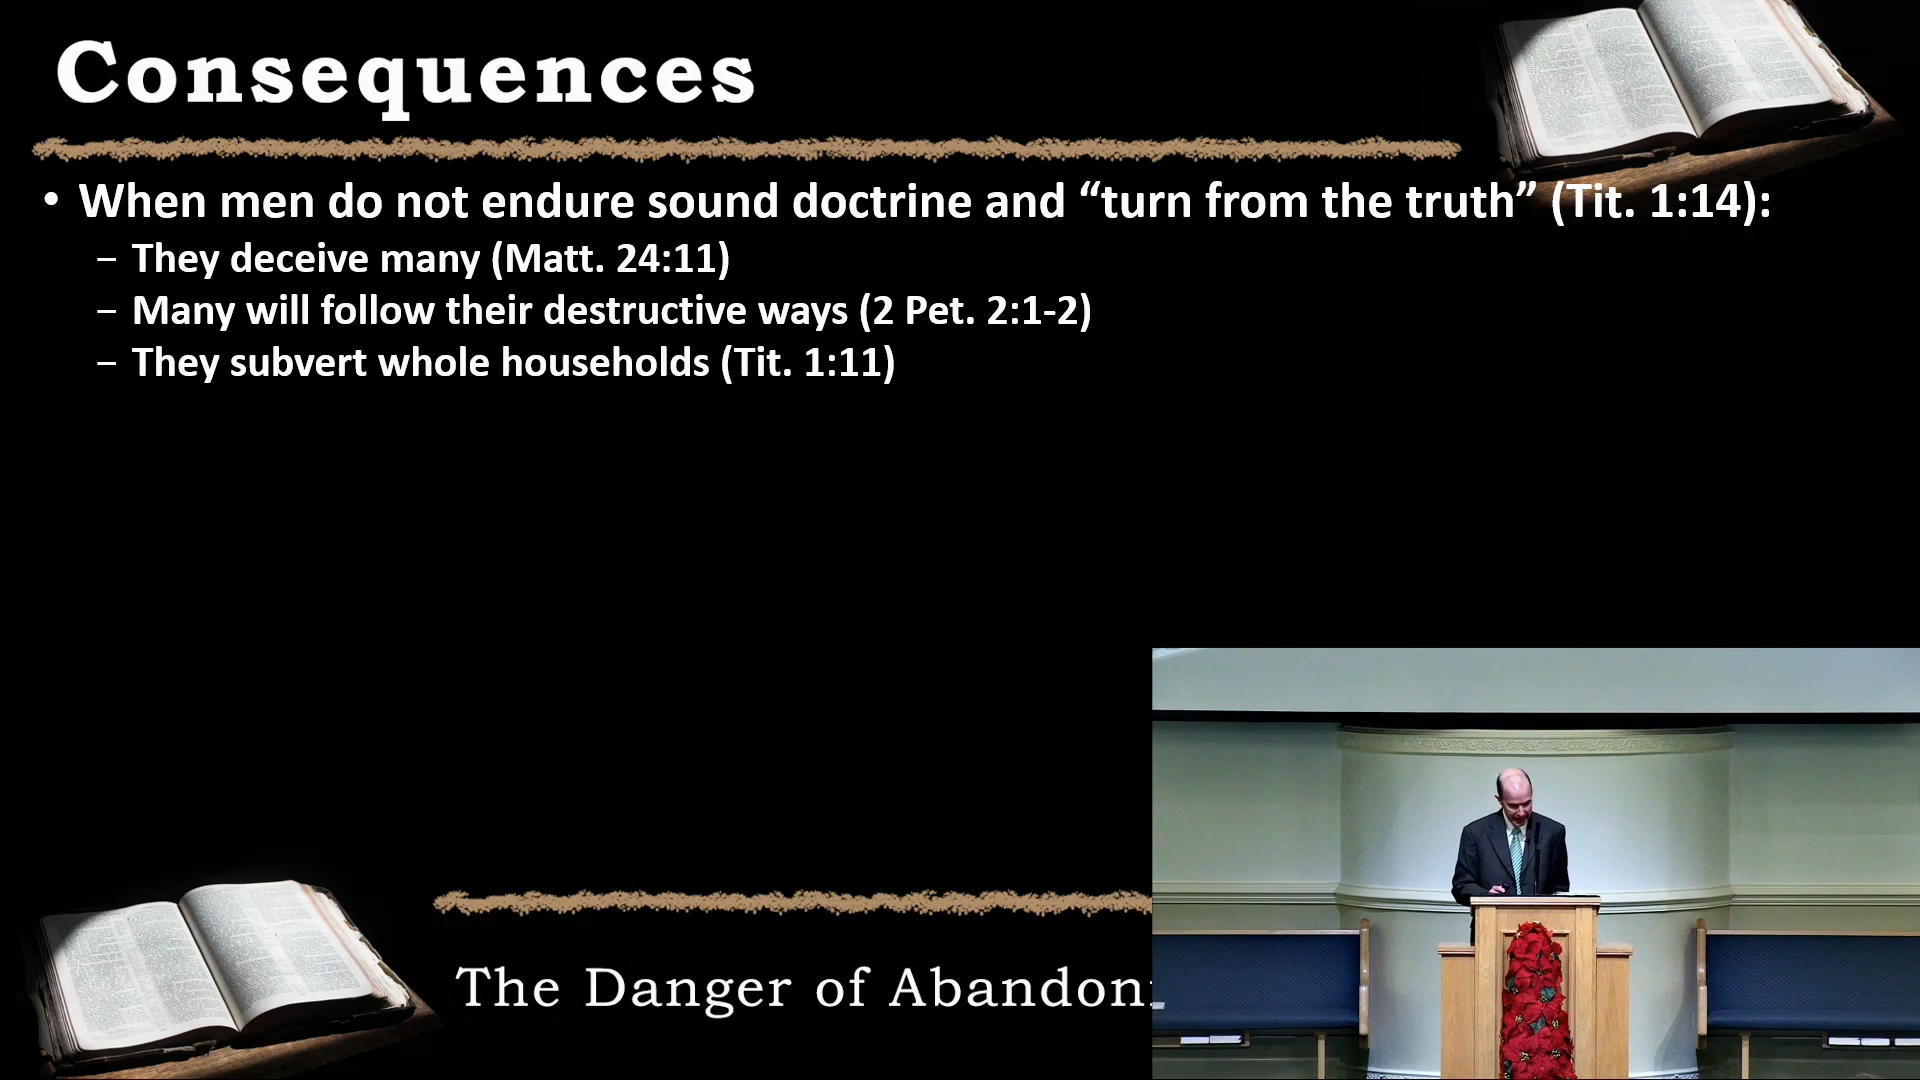 Consequences
• When men do not endure sound doctrine and “turn from the truth” (Tit. 1:14):
– They deceive many (Matt. 24:11)
– Many will follow their destructive ways (2 Pet. 2:1-2)
– They subvert whole households (Tit. 1:11)
The Danger of